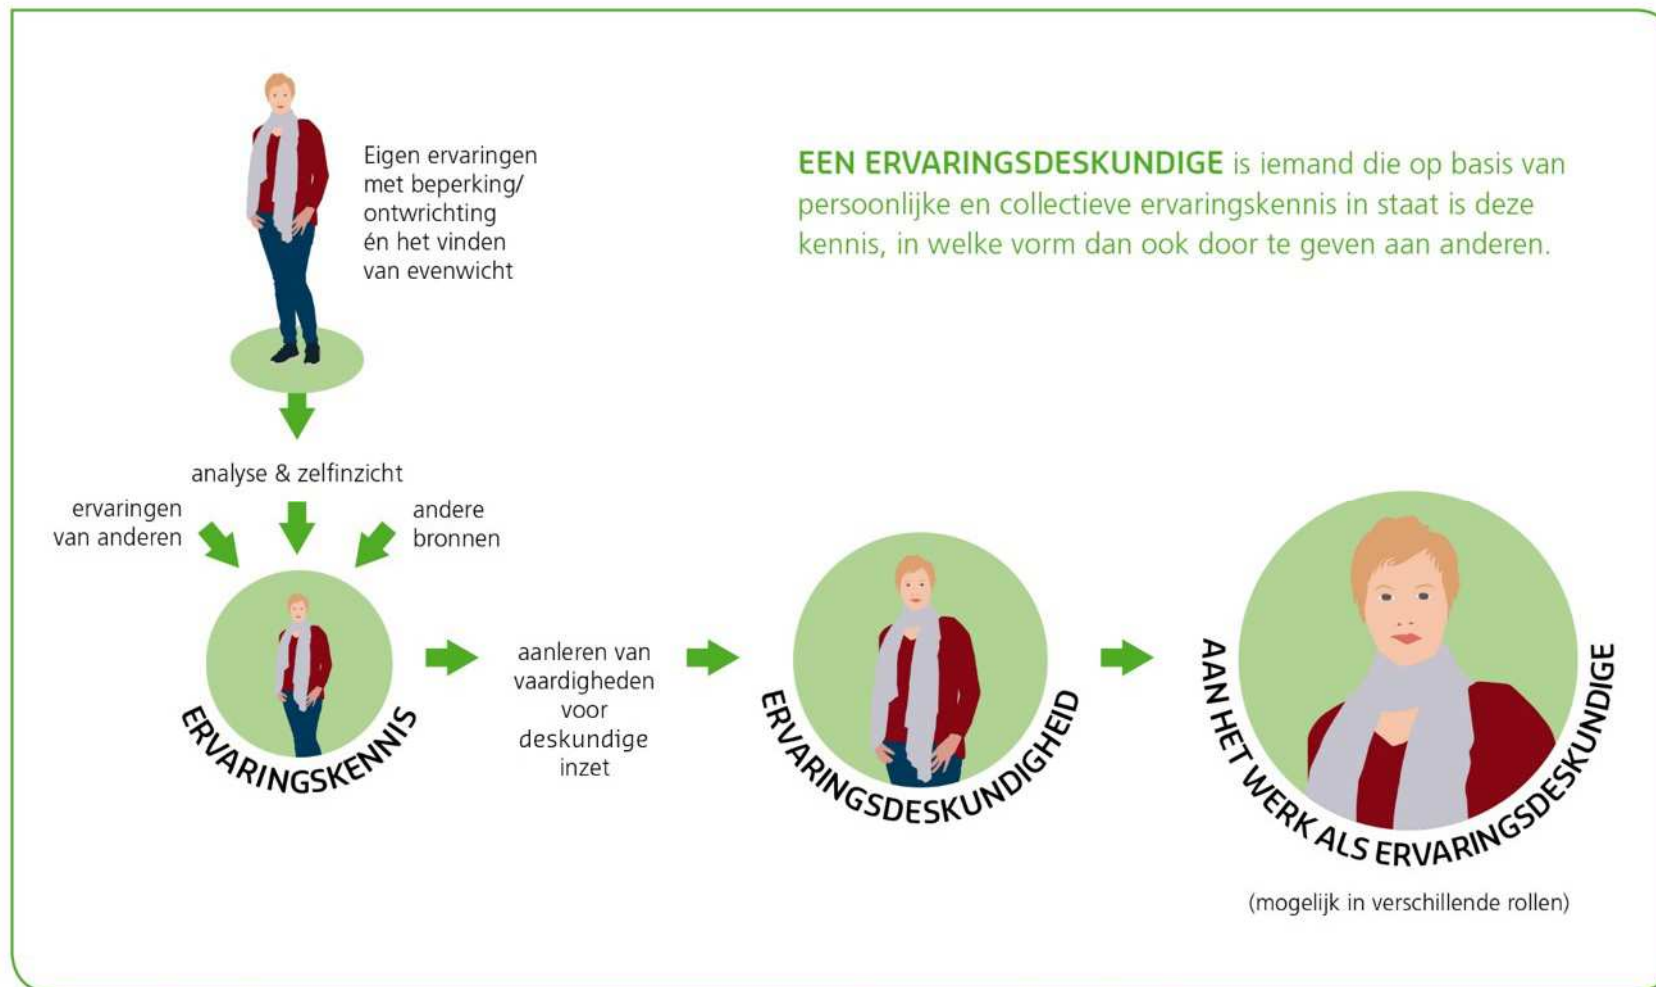 Eigen ervaringen
met beperking/
ontwrichting
én het vinden
van evenwicht
EEN ERVARINGSDESKUNDIGE is iemand die op basis van
persoonlijke en collectieve ervaringskennis in staat is deze
kennis, in welke vorm dan ook door te geven aan anderen.
analyse & zelfinzicht
ervaringen
van anderen
andere
bronnen
ERVARINGSKENNIS
aanleren van
vaardigheden
voor
deskundige
inzet
ERVARINGSDESKUNDIGHEID
AAN HET WERK ALS ERVARINGSDESKUNDIGE
(mogelijk in verschillende rollen)